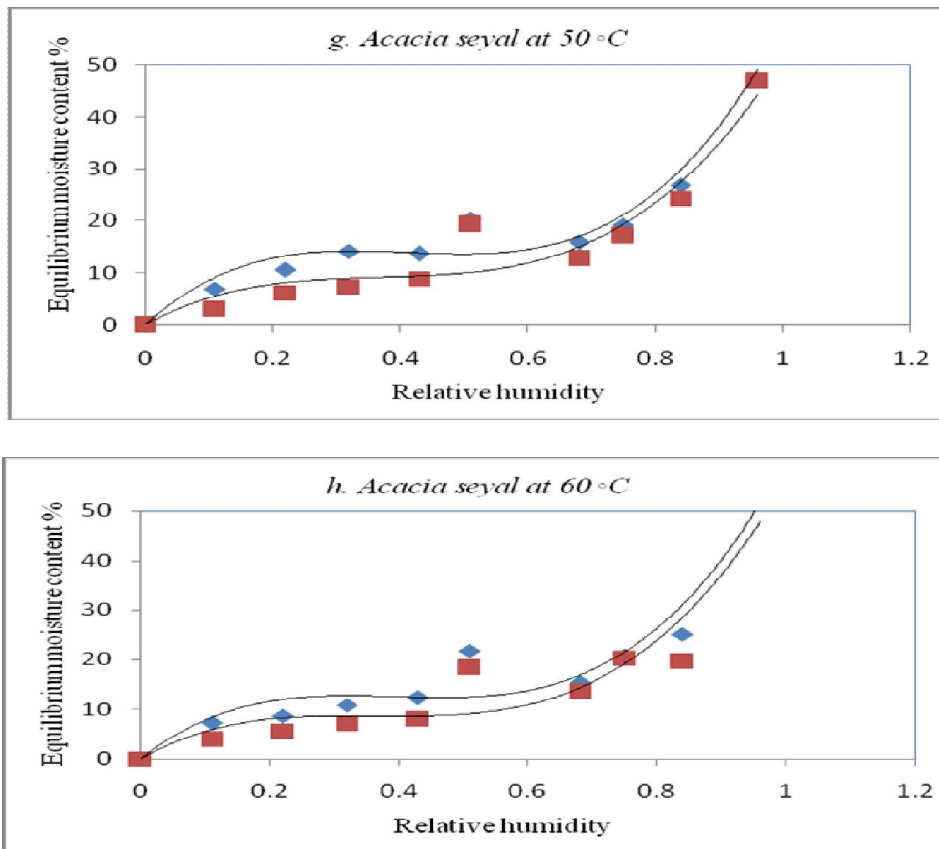 g. Acacia seyal at 50 ◦C
Equilibrium moisture content %
50
40
30
20
10
0
0 0.2 0.4 0.6 0.8 1 1.2
Relative humidity
h. Acacia seyal at 60 ◦C
Equilibrium moisture content %
50
40
30
20
10
0
0 0.2 0.4 0.6 0.8 1 1.2
Relative humidity